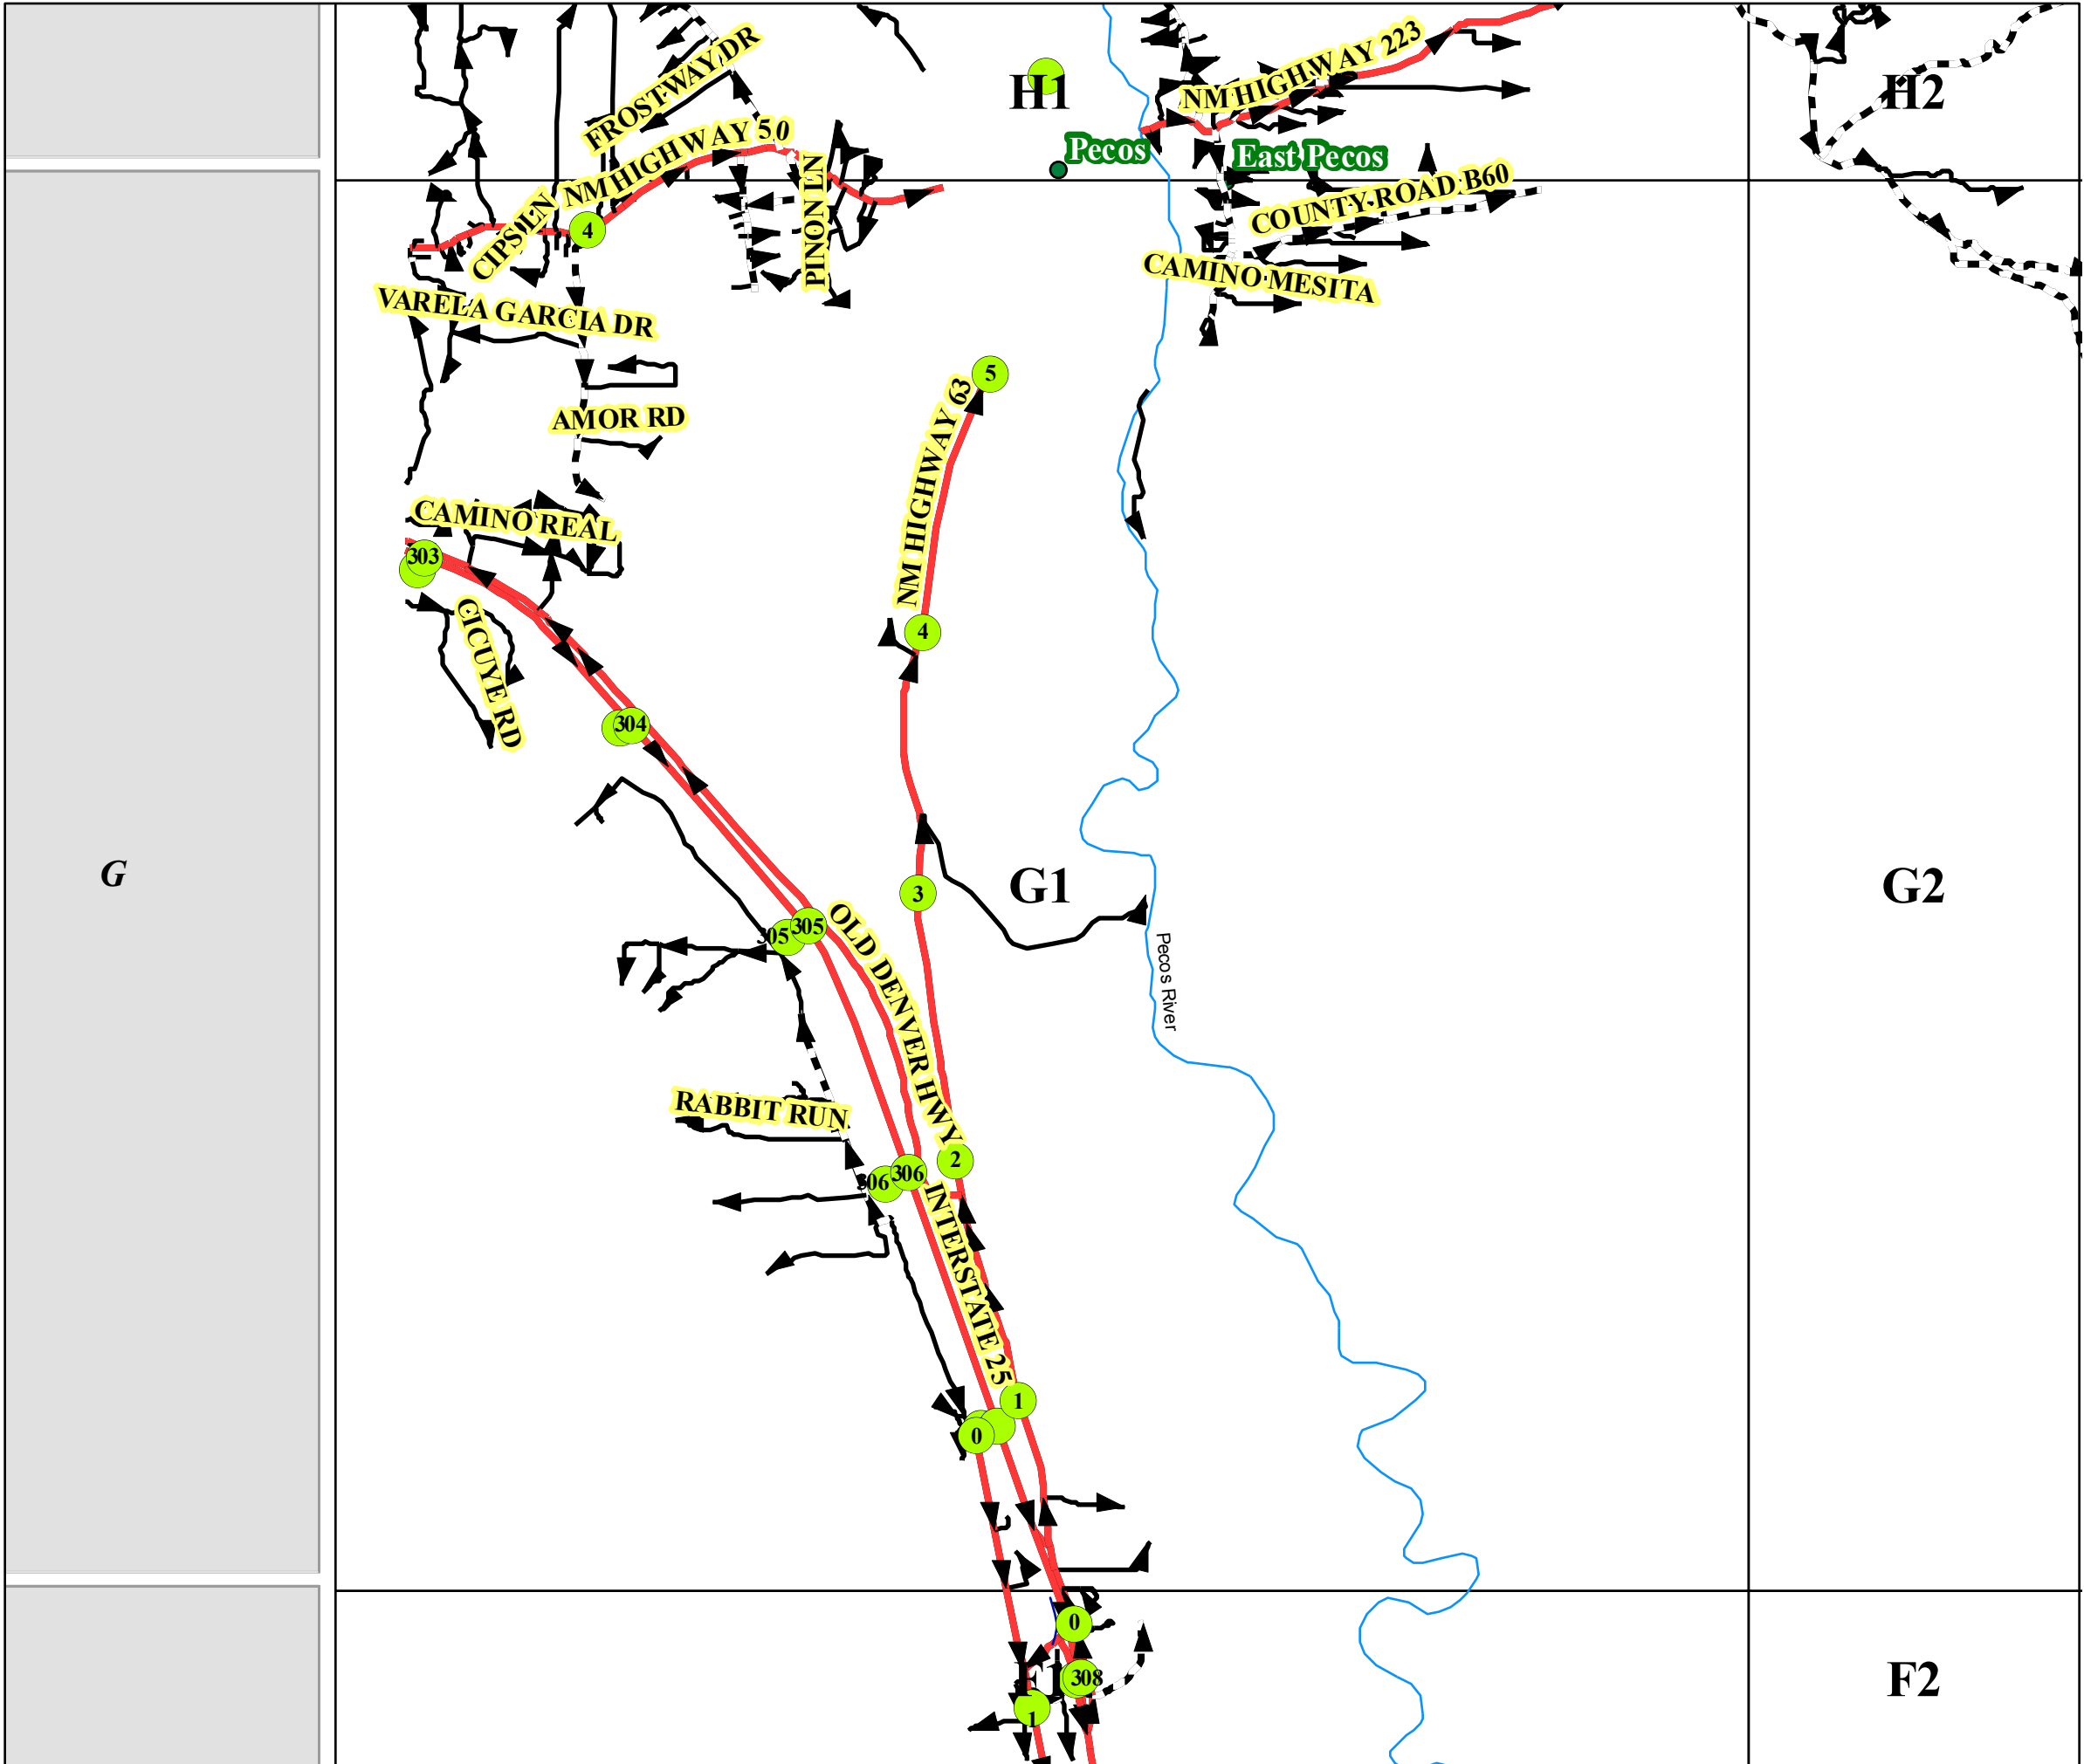 FROSTWAY DR
H1
NM HIGHWAY 223
H2
NM HIGHWAY 50
Pecos
East Pecos
CIPS LN
4
PINON LN
COUNTY ROAD B60
CAMINO MESITA
VARELA GARCIA DR
5
AMOR RD
NM HIGHWAY 63
CAMINO REAL
303
CICUYE RD
4
304
G
G1
G2
3
305
305
OLD DENVER HWY
Pecos River
RABBIT RUN
2
306
306
INTERSTATE 25
1
0
0
F1
308
F2
1